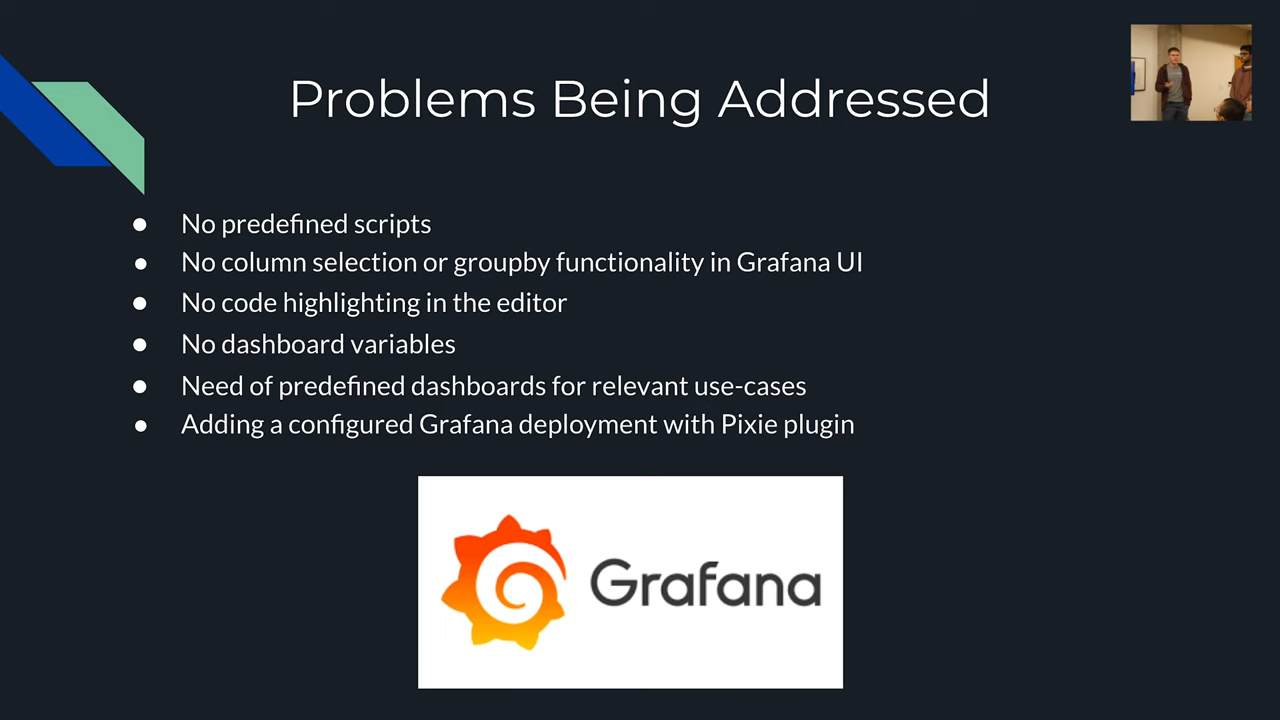 Problems Being Addressed
● No predefined scripts
● No column selection or groupby functionality in Grafana UI
● No code highlighting in the editor
● No dashboard variables
● Need of predefined dashboards for relevant use-cases
● Adding a configured Grafana deployment with Pixie plugin
Grafana